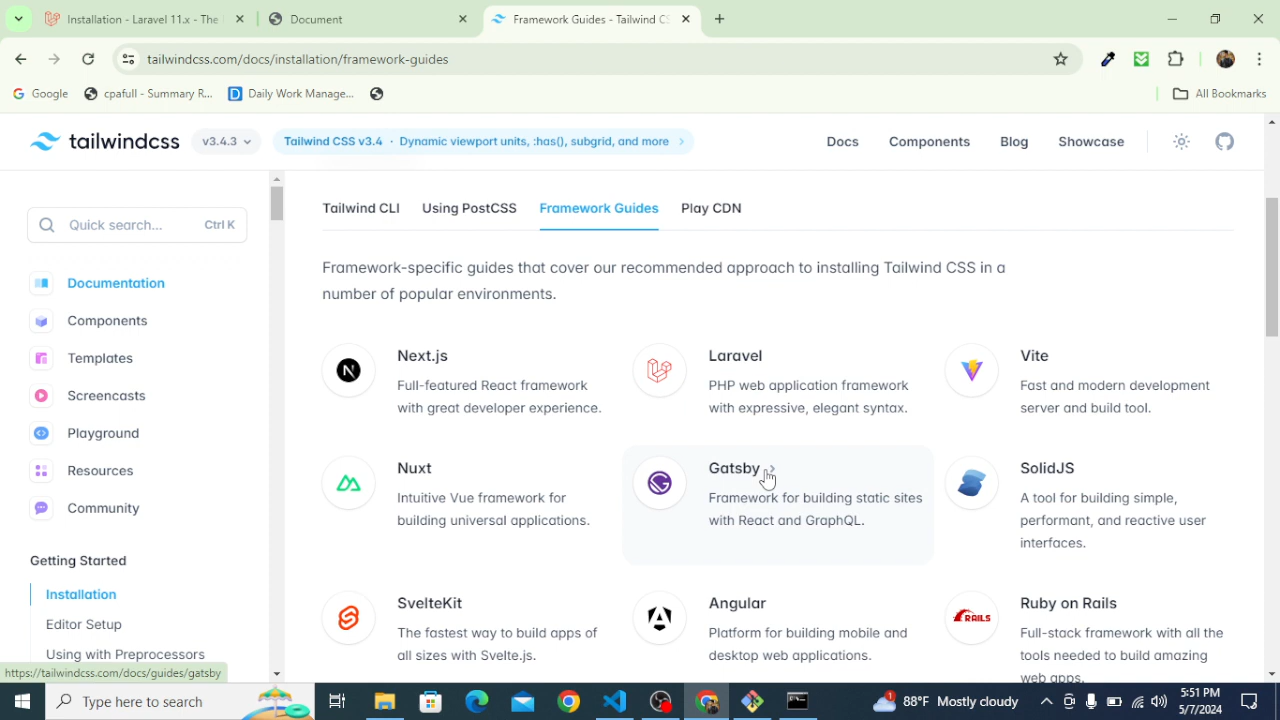 Installation - Laravel 11.x - The
Document
Framework Guides - Tailwind CS
tailwindcss.com/docs/installation/framework-guides
Google
cpafull - Summary R...
Daily Work Manage...
All Bookmarks
tailwindcss
v3.4.3
Tailwind CSS v3.4 · Dynamic viewport units, :has(), subgrid, and more
Docs
Components
Blog
Showcase
Quick search...
Ctrl K
Documentation
Components
Templates
Screencasts
Playground
Resources
Community
Getting Started
Installation
Editor Setup
Using with Preprocessors
Tailwind CLI
Using PostCSS
Framework Guides
Play CDN
Framework-specific guides that cover our recommended approach to installing Tailwind CSS in a
number of popular environments.
Next.js
Full-featured React framework
with great developer experience.
Laravel
PHP web application framework
with expressive, elegant syntax.
Vite
Fast and modern development
server and build tool.
Nuxt
Intuitive Vue framework for
building universal applications.
Gatsby
Framework for building static sites
with React and GraphQL.
SolidJS
A tool for building simple,
performant, and reactive user
interfaces.
SvelteKit
The fastest way to build apps of
all sizes with Svelte.js.
Angular
Platform for building mobile and
desktop web applications.
RAILS
Ruby on Rails
Full-stack framework with all the
tools needed to build amazing
web apps.
https://tailwindcss.com/docs/guides/gatsby
Type here to search
1
88°F Mostly cloudy
5:51 PM
5/7/2024